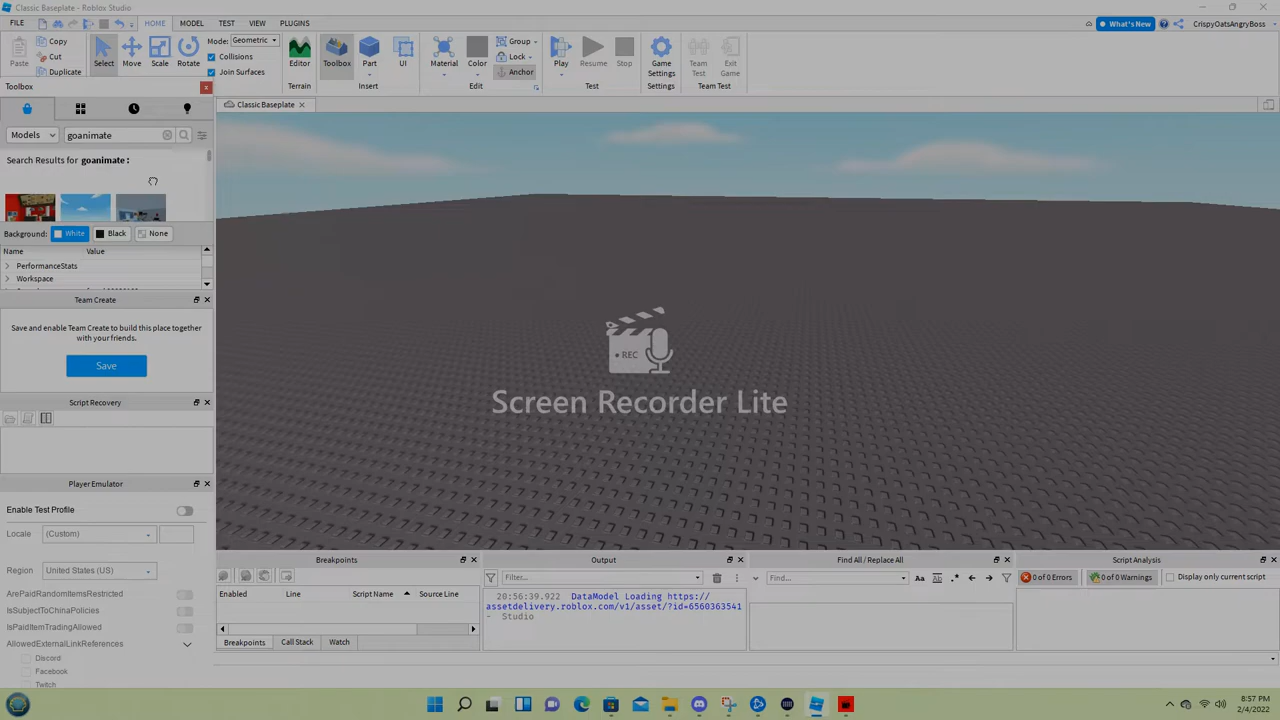 Classic Baseplate - Roblox Studio
FILE HOME MODEL TEST VIEW PLUGINS What's New CrispyOatsAngryBoss
Paste Copy Cut Duplicate Select Move Scale Rotate Mode: Geometric Collisions Join Surfaces Editor Toolbox Part UI Material Color Group Lock Anchor Play Resume Stop Game Settings Team Test Exit Game
Terrain Insert Edit Test Settings Team Test
Toolbox
Classic Baseplate
Models goanimate
Search Results for goanimate :
Background: White Black None
Name Value
PerformanceStats
Workspace
Team Create
Save and enable Team Create to build this place together
with your friends.
Save
Script Recovery
Player Emulator
Enable Test Profile
Locale (Custom)
Region United States (US)
ArePaidRandomItemsRestricted
IsSubjectToChinaPolicies
IsPaidItemTradingAllowed
AllowedExternalLinkReferences
Discord
Facebook
Twitch
REC
Screen Recorder Lite
Breakpoints
Enabled Line Script Name Source Line
Breakpoints Call Stack Watch
Output
Filter...
20:56:39.922 DataModel Loading https://
assetdelivery.roblox.com/v1/asset/?id=6560363541
- Studio
Find All / Replace All
Find... Aa Ab .*
Script Analysis
0 of 0 Errors 0 of 0 Warnings Display only current script
8:57 PM
2/4/2022